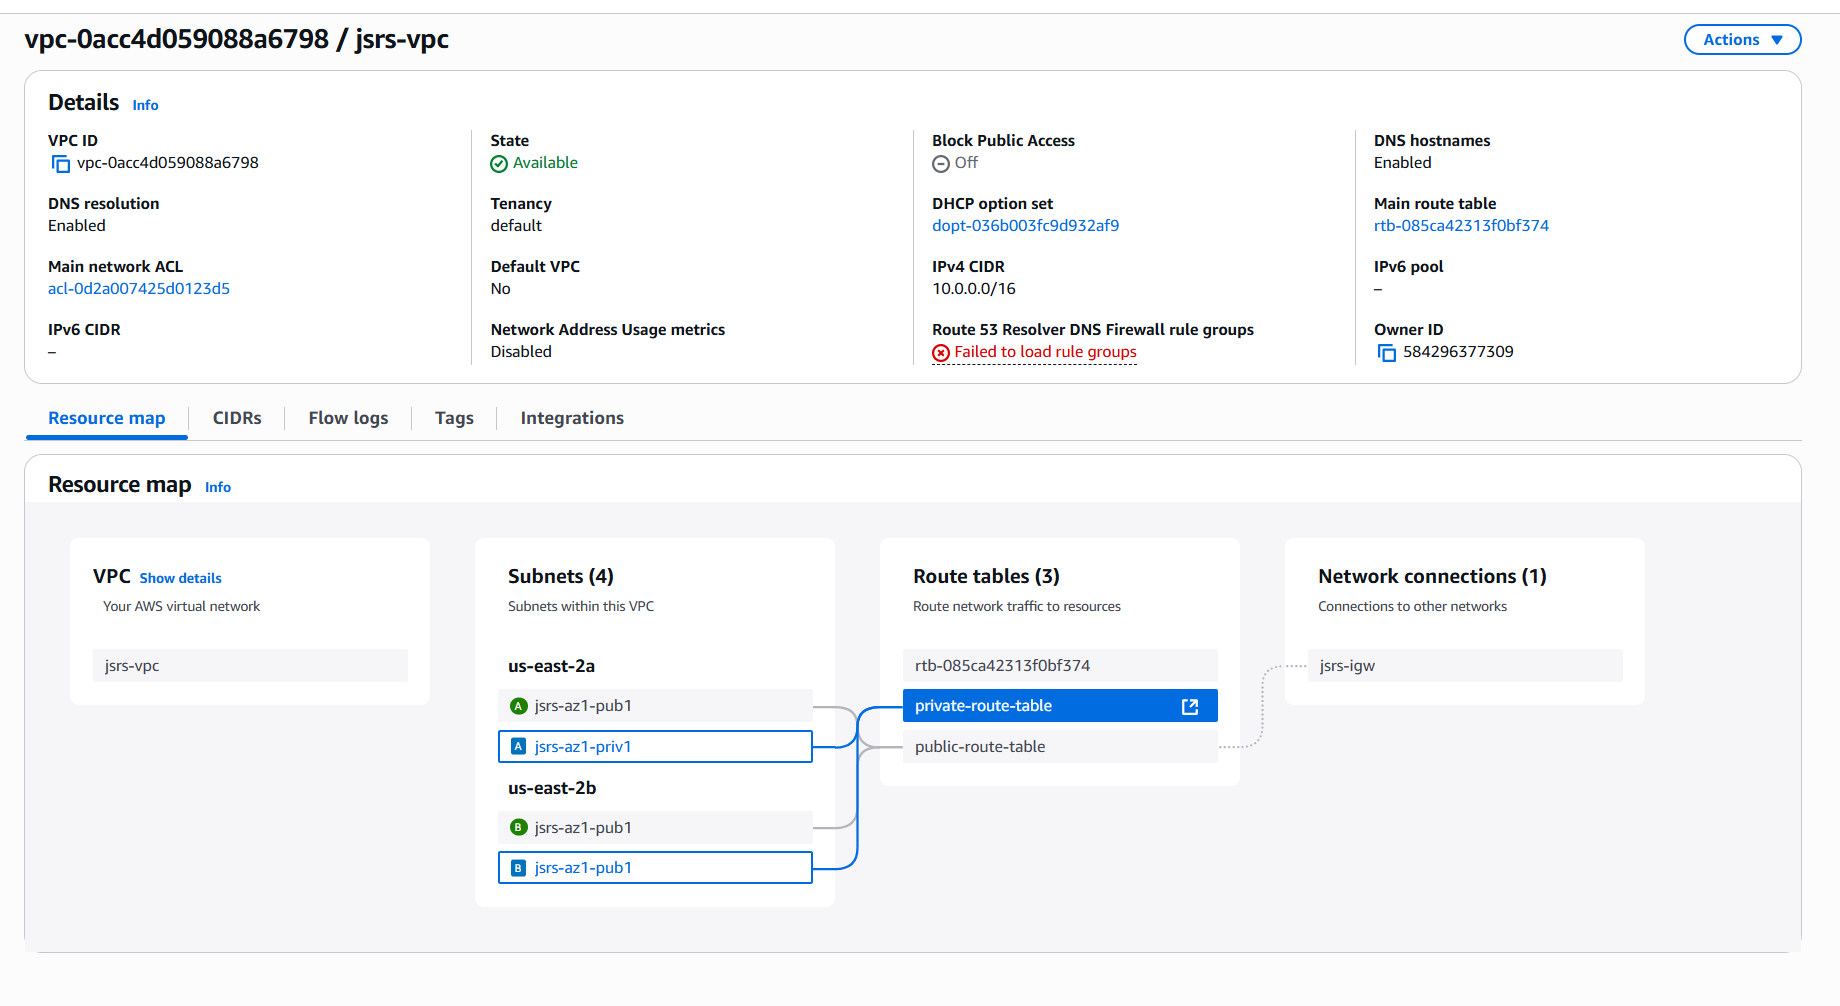 vpc-0acc4d059088a6798 / jsrs-vpc
Actions
Details Info
VPC ID
vpc-0acc4d059088a6798
State
Available
Block Public Access
Off
DNS hostnames
Enabled
DNS resolution
Enabled
Tenancy
default
DHCP option set
dopt-036b003fc9d932af9
Main route table
rtb-085ca42313f0bf374
Main network ACL
acl-0d2a007425d0123d5
Default VPC
No
IPv4 CIDR
10.0.0.0/16
IPv6 pool
–
IPv6 CIDR
–
Network Address Usage metrics
Disabled
Route 53 Resolver DNS Firewall rule groups
Failed to load rule groups
Owner ID
584296377309
Resource map
CIDRs
Flow logs
Tags
Integrations
Resource map Info
VPC Show details
Your AWS virtual network
jsrs-vpc
Subnets (4)
Subnets within this VPC
us-east-2a
A jsrs-az1-pub1
A jsrs-az1-priv1
us-east-2b
B jsrs-az1-pub1
B jsrs-az1-pub1
Route tables (3)
Route network traffic to resources
rtb-085ca42313f0bf374
private-route-table
public-route-table
Network connections (1)
Connections to other networks
jsrs-igw